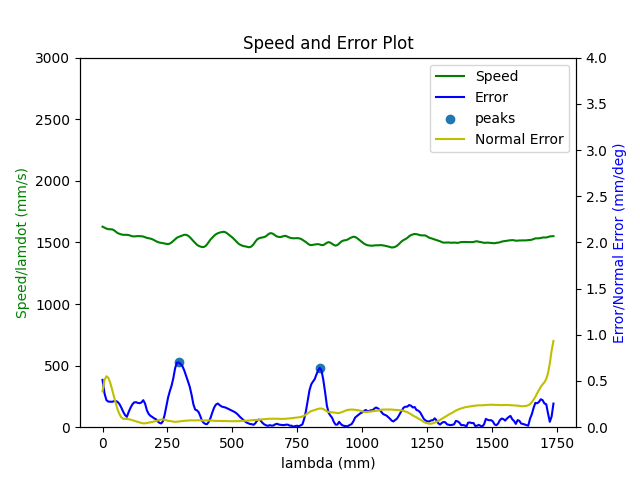 Speed and Error Plot
3000
2500
2000
1500
1000
500
0
Speed/lamdot (mm/s)
4.0
3.5
3.0
2.5
2.0
1.5
1.0
0.5
0.0
Error/Normal Error (mm/deg)
Speed
Error
peaks
Normal Error
0 250 500 750 1000 1250 1500 1750
lambda (mm)